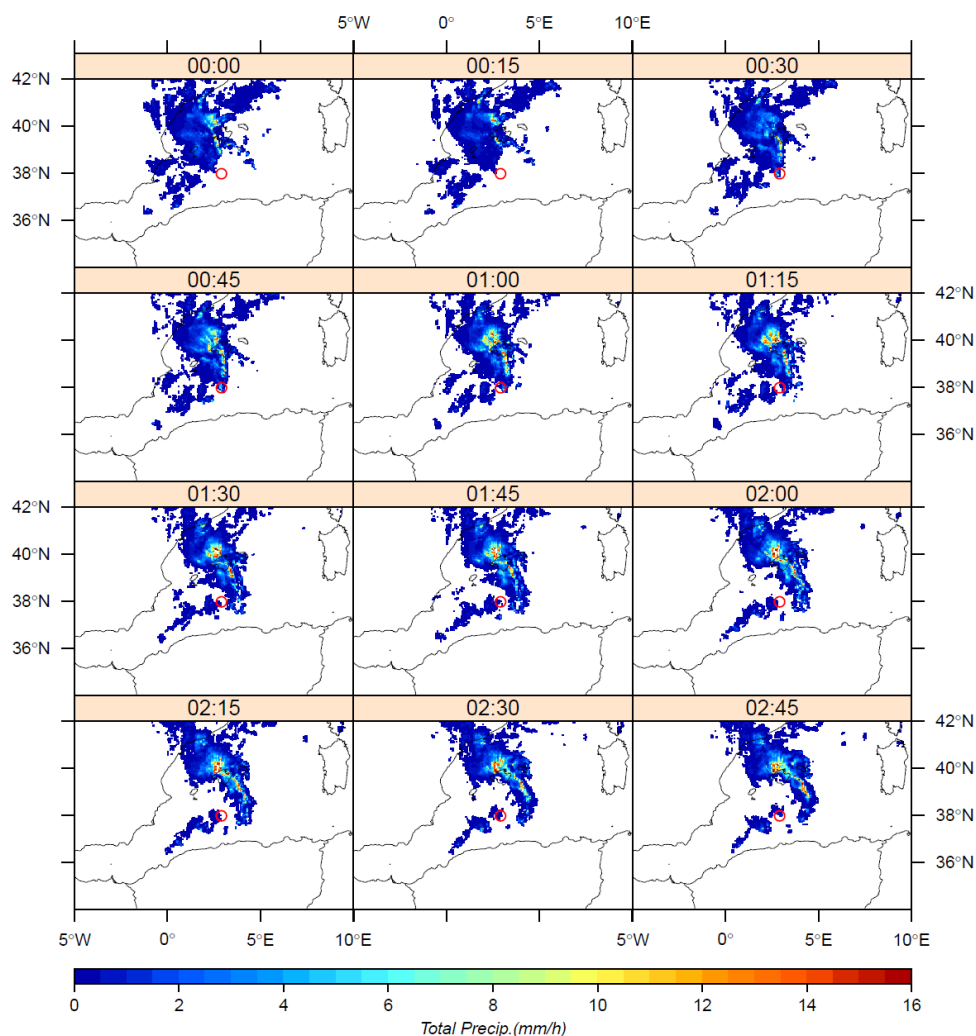 5°W 0° 5°E 10°E
00:00 00:15 00:30
42°N
40°N
38°N
36°N
00:45 01:00 01:15
42°N
40°N
38°N
36°N
01:30 01:45 02:00
42°N
40°N
38°N
36°N
02:15 02:30 02:45
42°N
40°N
38°N
36°N
5°W 0° 5°E 10°E 5°W 0° 5°E 10°E
0 2 4 6 8 10 12 14 16
Total Precip.(mm/h)